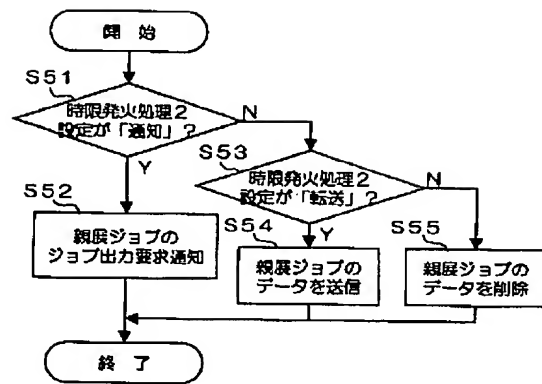 開 始
S51
時限発火処理2
設定が「通知」?
N
Y
S53
時限発火処理2
設定が「転送」?
N
Y
S52
親展ジョブの
ジョブ出力要求通知
S54
親展ジョブの
データを送信
S55
親展ジョブの
データを削除
終 了